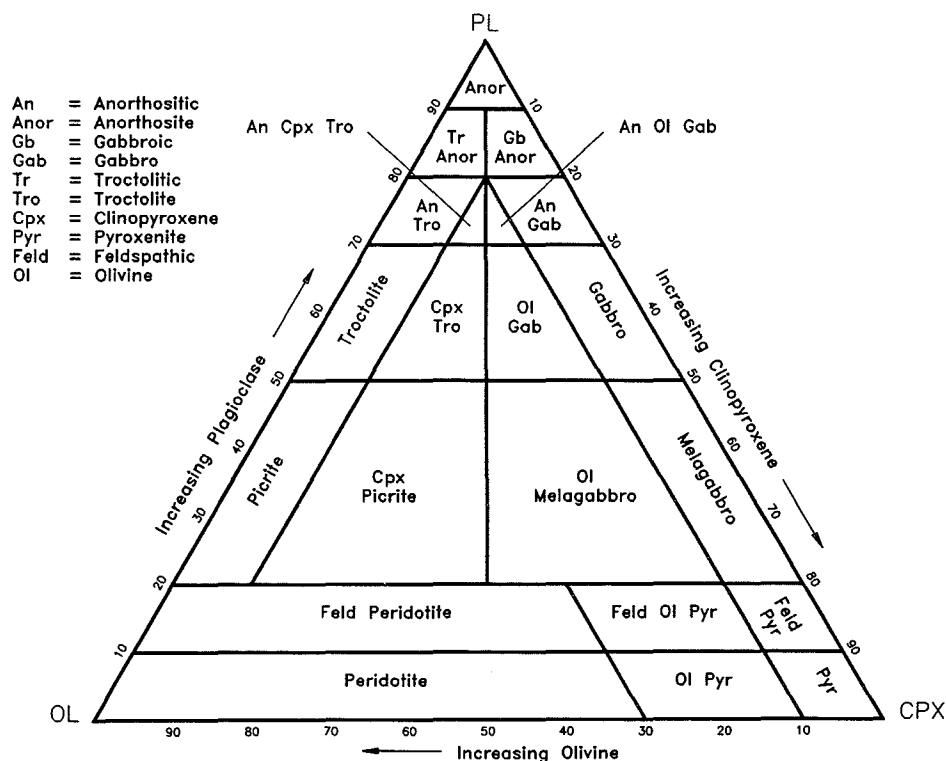 PL
An = Anorthositic
Anor = Anorthosite
Gb = Gabbroic
Gab = Gabbro
Tr = Troctolitic
Tro = Troctolite
Cpx = Clinopyroxene
Pyr = Pyroxenite
Feld = Feldspathic
Ol = Olivine
Anor
90
10
An Cpx Tro
An Ol Gab
Tr
Anor
Gb
Anor
80
20
An
Tro
An
Gab
70
30
Troctolite
Cpx
Tro
Ol
Gab
Gabbro
60
40
Increasing Plagioclase
Increasing Clinopyroxene
50
50
40
60
Picrite
Cpx
Picrite
Ol
Melagabbro
Melagabbro
30
70
20
80
Feld Peridotite
Feld Ol Pyr
Feld
Pyr
10
90
Peridotite
Ol Pyr
Pyr
OL
CPX
90 80 70 60 50 40 30 20 10
Increasing Olivine